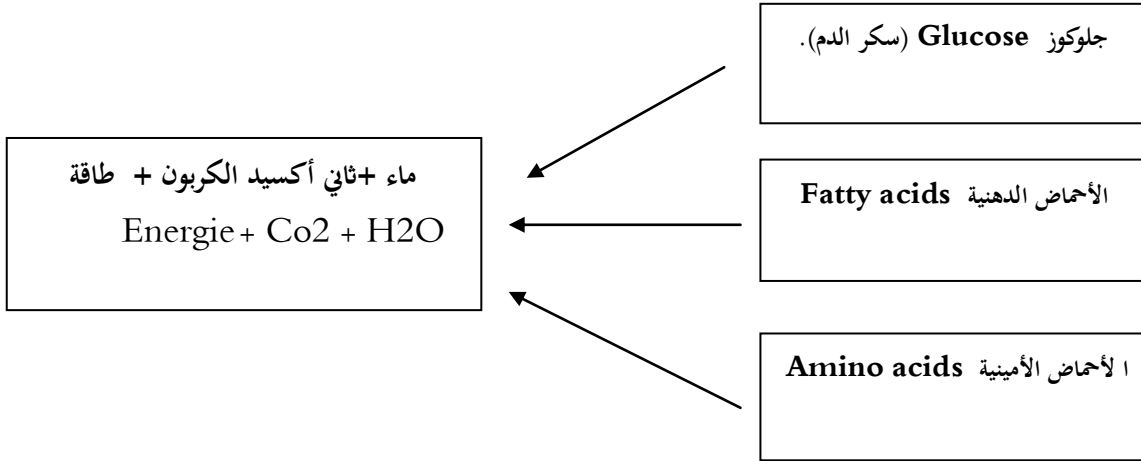 جلوكوز Glucose (سكر الدم).
ماء +ثاني أكسيد الكربون + طاقة
Energie + Co2 + H2O
الأحماض الدهنية Fatty acids
ا لأحماض الأمينية Amino acids